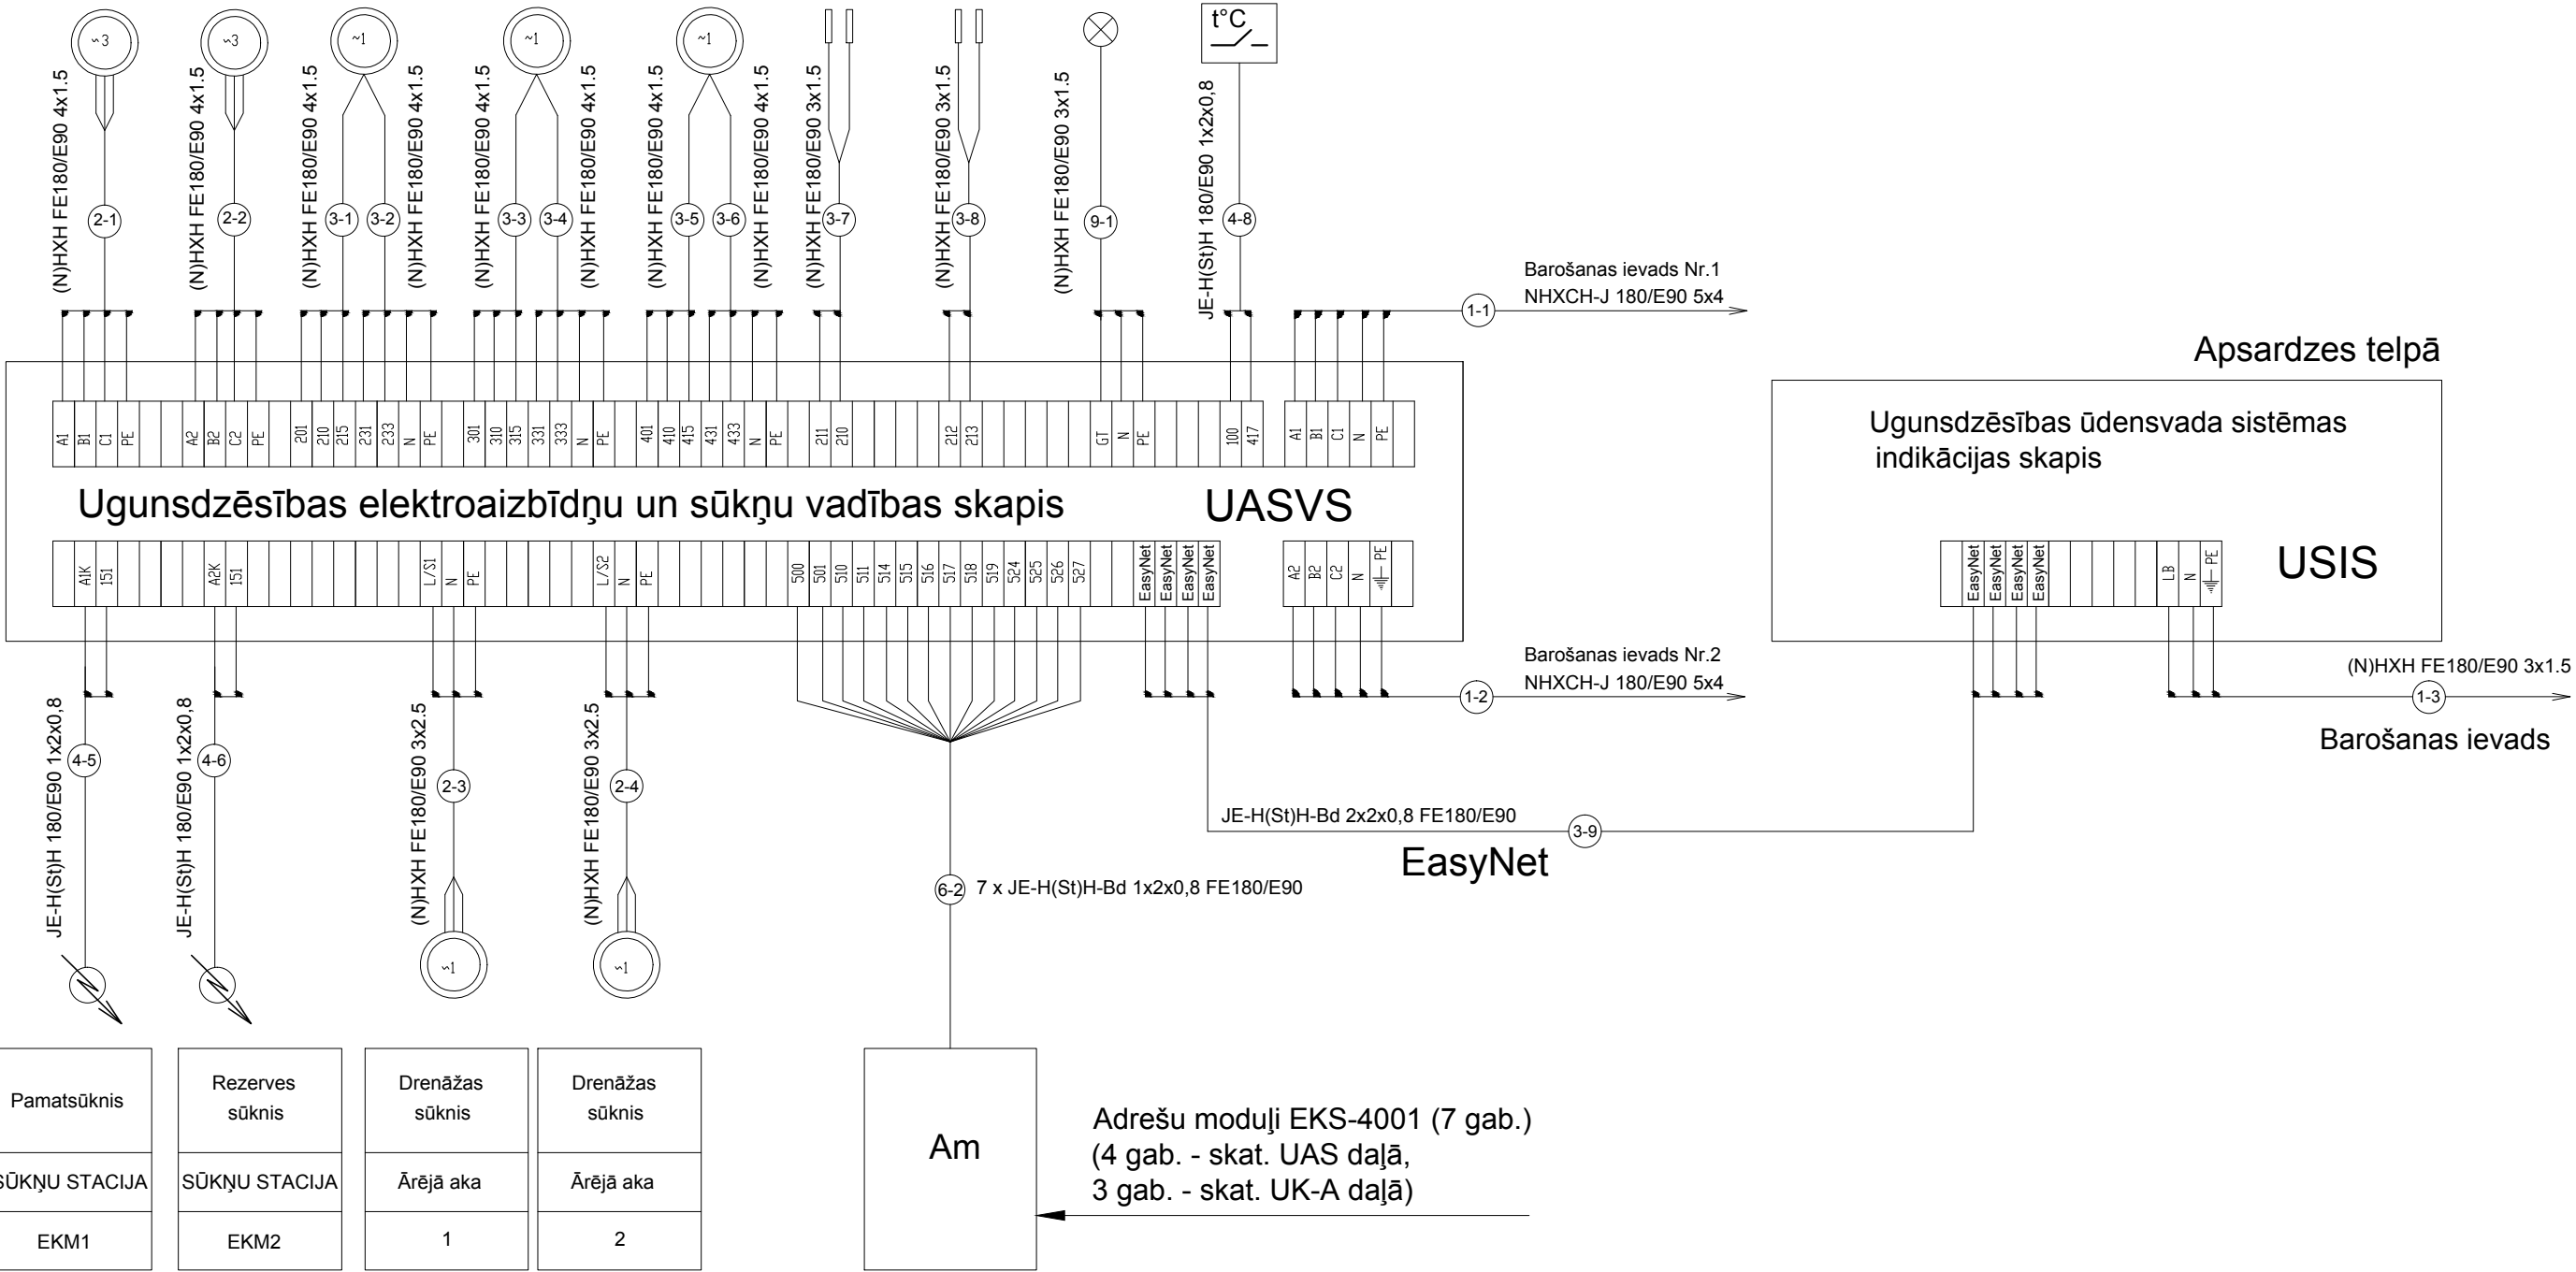 ~3
~3
~1
~1
~1
t°C
(N)HXH FE180/E90 4x1.5
(N)HXH FE180/E90 4x1.5
(N)HXH FE180/E90 4x1.5
(N)HXH FE180/E90 4x1.5
(N)HXH FE180/E90 4x1.5
(N)HXH FE180/E90 4x1.5
(N)HXH FE180/E90 4x1.5
(N)HXH FE180/E90 4x1.5
(N)HXH FE180/E90 3x1.5
(N)HXH FE180/E90 3x1.5
(N)HXH FE180/E90 3x1.5
JE-H(St)H 180/E90 1x2x0,8
2-1
2-2
3-1
3-2
3-3
3-4
3-5
3-6
3-7
3-8
9-1
4-8
Barošanas ievads Nr.1
1-1
NHXCH-J 180/E90 5x4
Apsardzes telpā
A1 B1 C1 PE A2 B2 C2 PE 201 210 215 231 233 N PE 301 310 315 331 333 N PE 401 410 415 431 433 N PE 211 210 212 213 GT N PE 100 417 A1 B1 C1 N PE
Ugunsdzēsības ūdensvada sistēmas
indikācijas skapis
Ugunsdzēsības elektroaizbīdņu un sūkņu vadības skapis
UASVS
USIS
A1K 151 A2K 151 L/S1 N PE L/S2 N PE 500 501 510 511 514 515 516 517 518 519 524 525 526 527 EasyNet EasyNet EasyNet EasyNet A2 B2 C2 N PE
EasyNet EasyNet EasyNet EasyNet LB N PE
Barošanas ievads Nr.2
1-2
NHXCH-J 180/E90 5x4
(N)HXH FE180/E90 3x1.5
1-3
Barošanas ievads
JE-H(St)H 180/E90 1x2x0,8
4-5
JE-H(St)H 180/E90 1x2x0,8
4-6
(N)HXH FE180/E90 3x2.5
2-3
(N)HXH FE180/E90 3x2.5
2-4
JE-H(St)H-Bd 2x2x0,8 FE180/E90
3-9
EasyNet
6-2
7 x JE-H(St)H-Bd 1x2x0,8 FE180/E90
~1
~1
Pamatsūknis
SŪKŅU STACIJA
EKM1
Rezerves
sūknis
SŪKŅU STACIJA
EKM2
Drenāžas
sūknis
Ārējā aka
1
Drenāžas
sūknis
Ārējā aka
2
Am
Adrešu moduļi EKS-4001 (7 gab.)
(4 gab. - skat. UAS daļā,
3 gab. - skat. UK-A daļā)